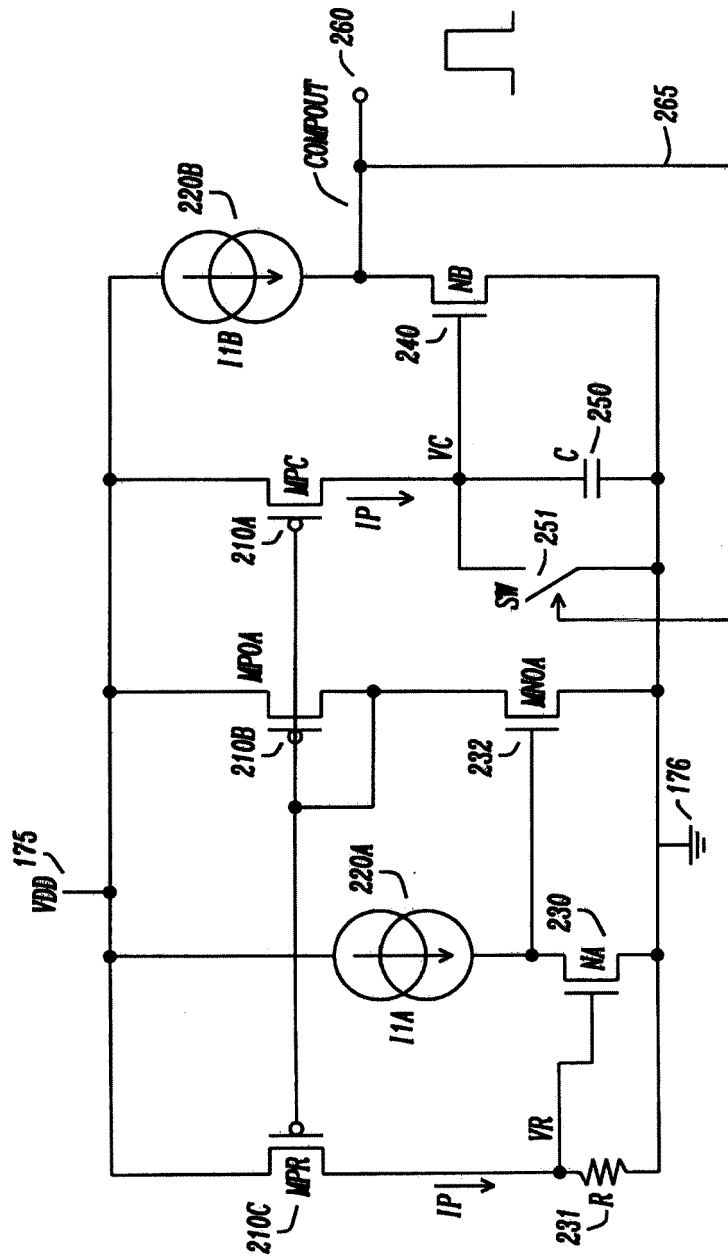 VDD 175
210C
MPR
IP
VR
231
R
I1A
220A
NA
230
176
210B
MPOA
232
MNOA
210A
MPC
IP
VC
SW
251
C
250
I1B
220B
240
NB
COMPOUT
260
265